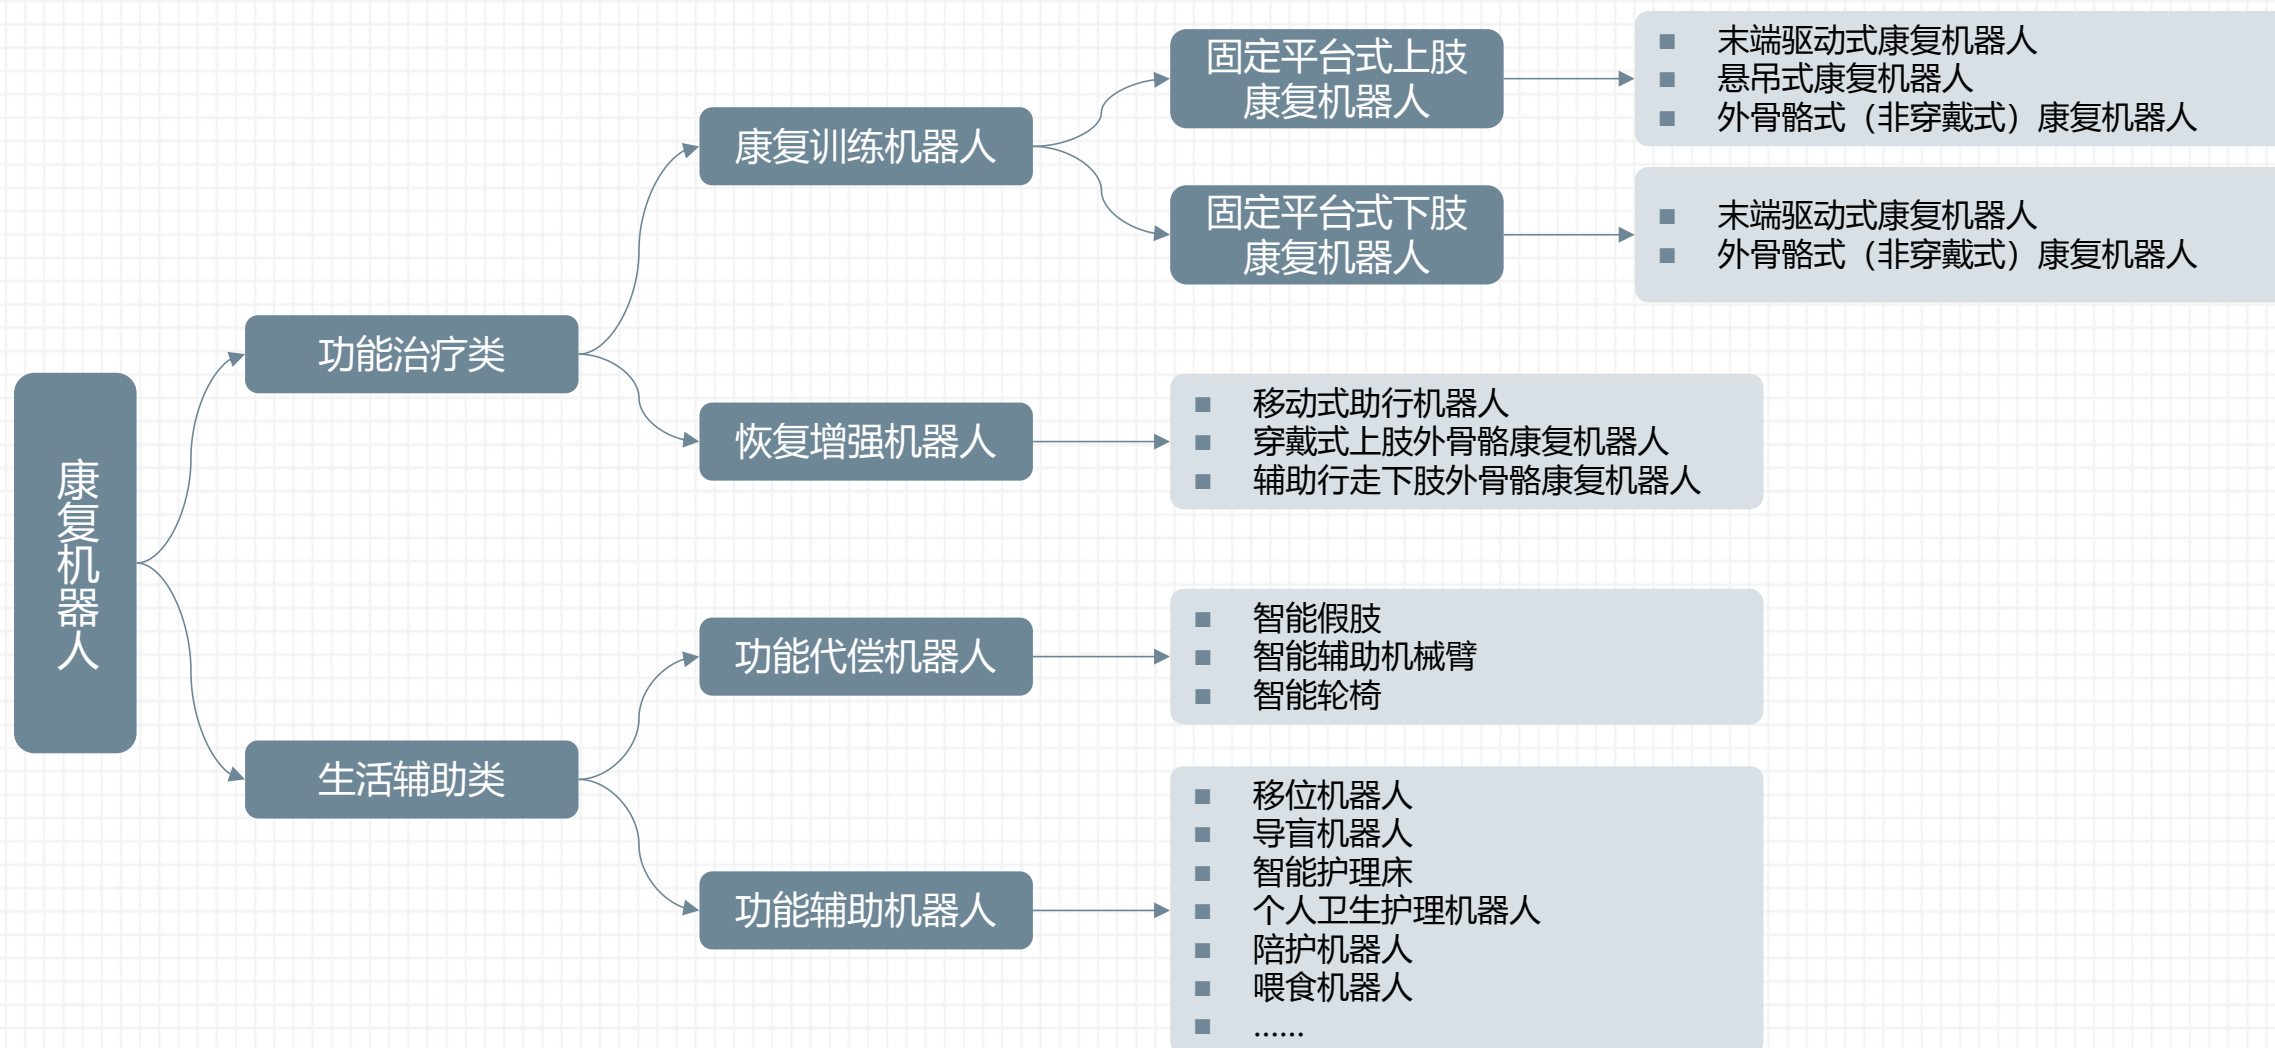 康复机器人
功能治疗类
康复训练机器人
固定平台式上肢
康复机器人
末端驱动式康复机器人
悬吊式康复机器人
外骨骼式（非穿戴式）康复机器人
固定平台式下肢
康复机器人
末端驱动式康复机器人
外骨骼式（非穿戴式）康复机器人
恢复增强机器人
移动式助行机器人
穿戴式上肢外骨骼康复机器人
辅助行走下肢外骨骼康复机器人
生活辅助类
功能代偿机器人
智能假肢
智能辅助机械臂
智能轮椅
功能辅助机器人
移位机器人
导盲机器人
智能护理床
个人卫生护理机器人
陪护机器人
喂食机器人
......